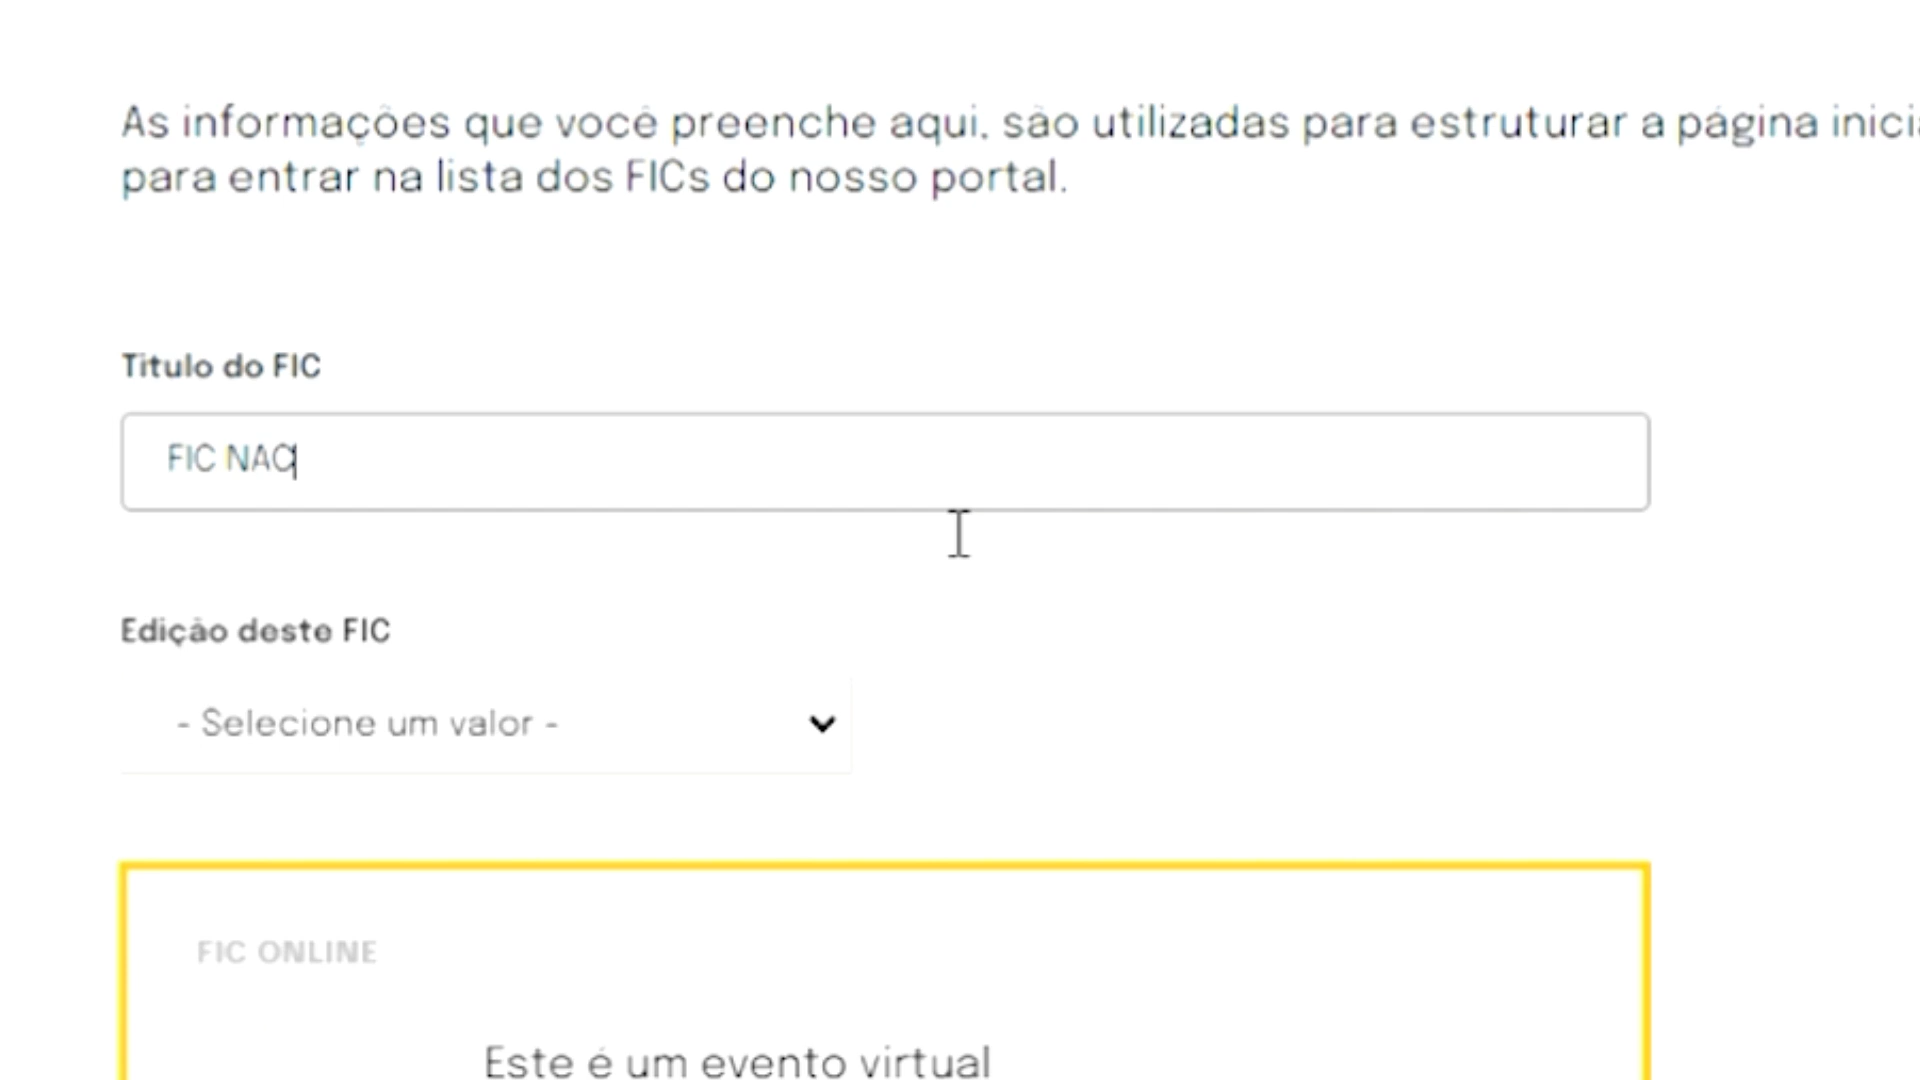 As informações que você preenche aqui, são utilizadas para estruturar a página inici
para entrar na lista dos FICs do nosso portal.
Título do FIC
FIC NAC
Edição deste FIC
- Selecione um valor -
FIC ONLINE
Este é um evento virtual